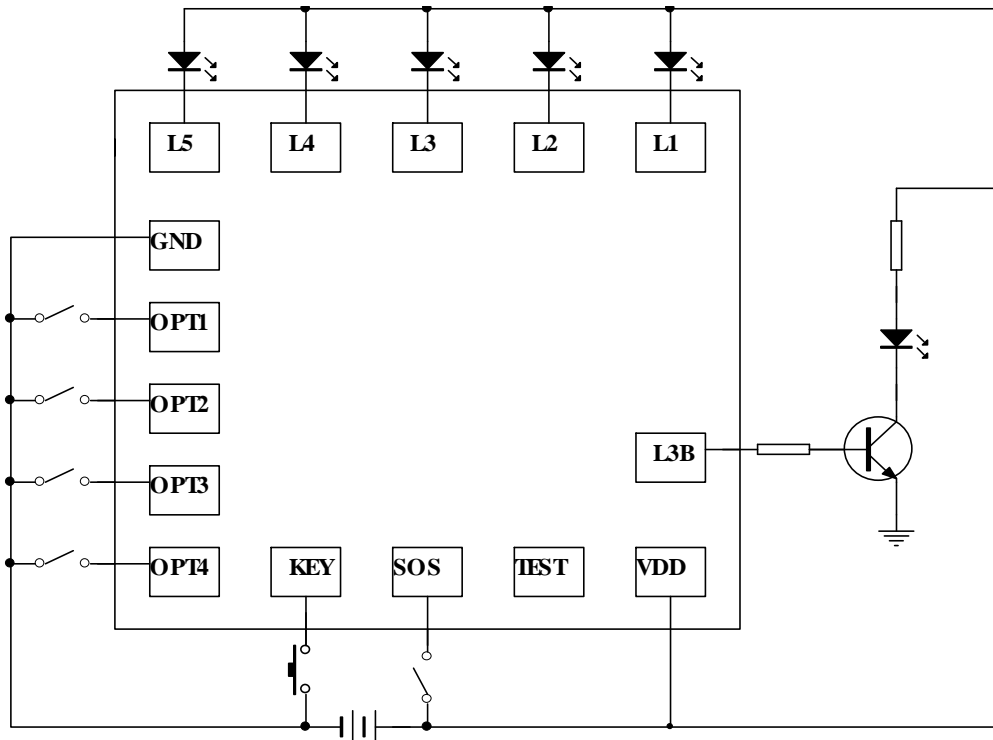 L5 L4 L3 L2 L1
GND
OPT1
OPT2
L3B
OPT3
OPT4 KEY SOS TEST VDD